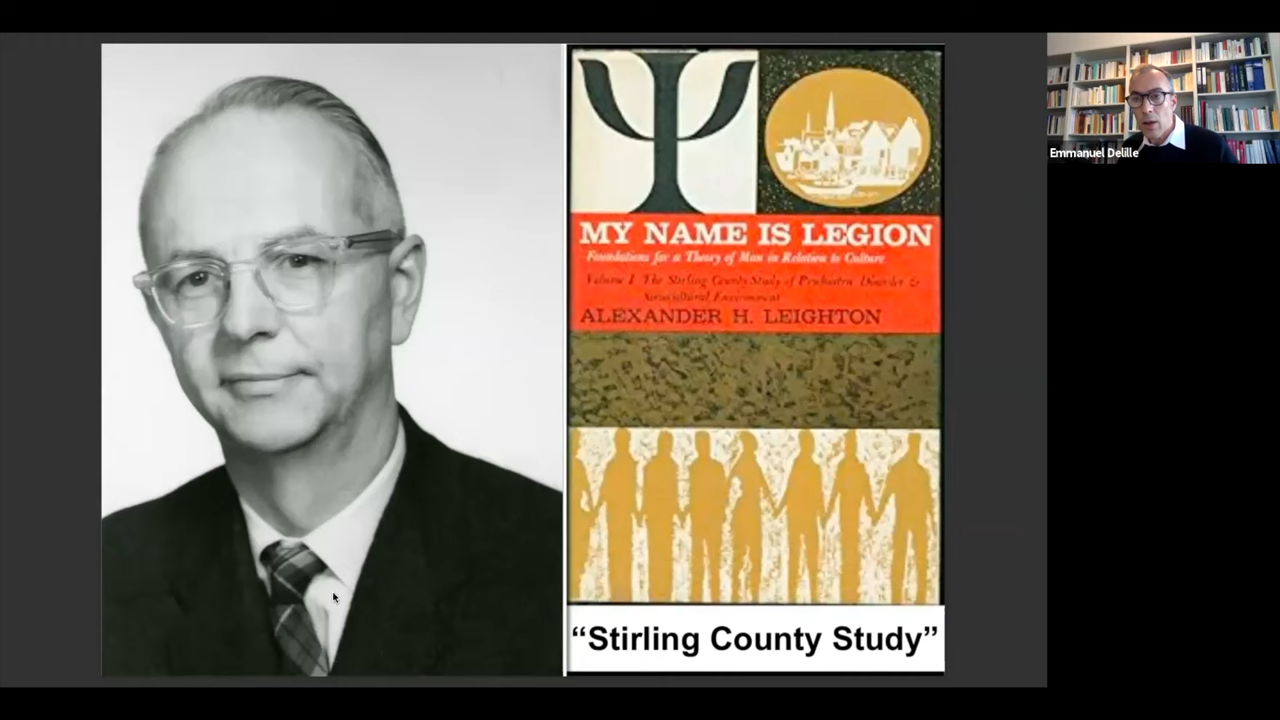 Ψ
MY NAME IS LEGION
Foundations for a Theory of Man in Relation to Culture
Volume I The Stirling County Study of Psychiatric Disorder &
Sociocultural Environment
ALEXANDER H. LEIGHTON
“Stirling County Study”
Emmanuel Delille